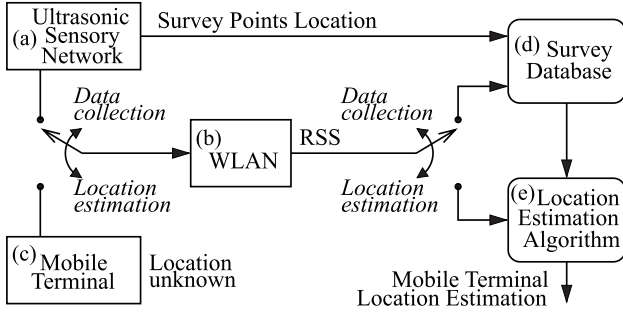 (a) Ultrasonic
Sensory
Network
Survey Points Location
(d) Survey
Database
Data
collection
Location
estimation
(b) WLAN
RSS
Data
collection
Location
estimation
(c) Mobile
Terminal
Location
unknown
(e) Location
Estimation
Algorithm
Mobile Terminal
Location Estimation